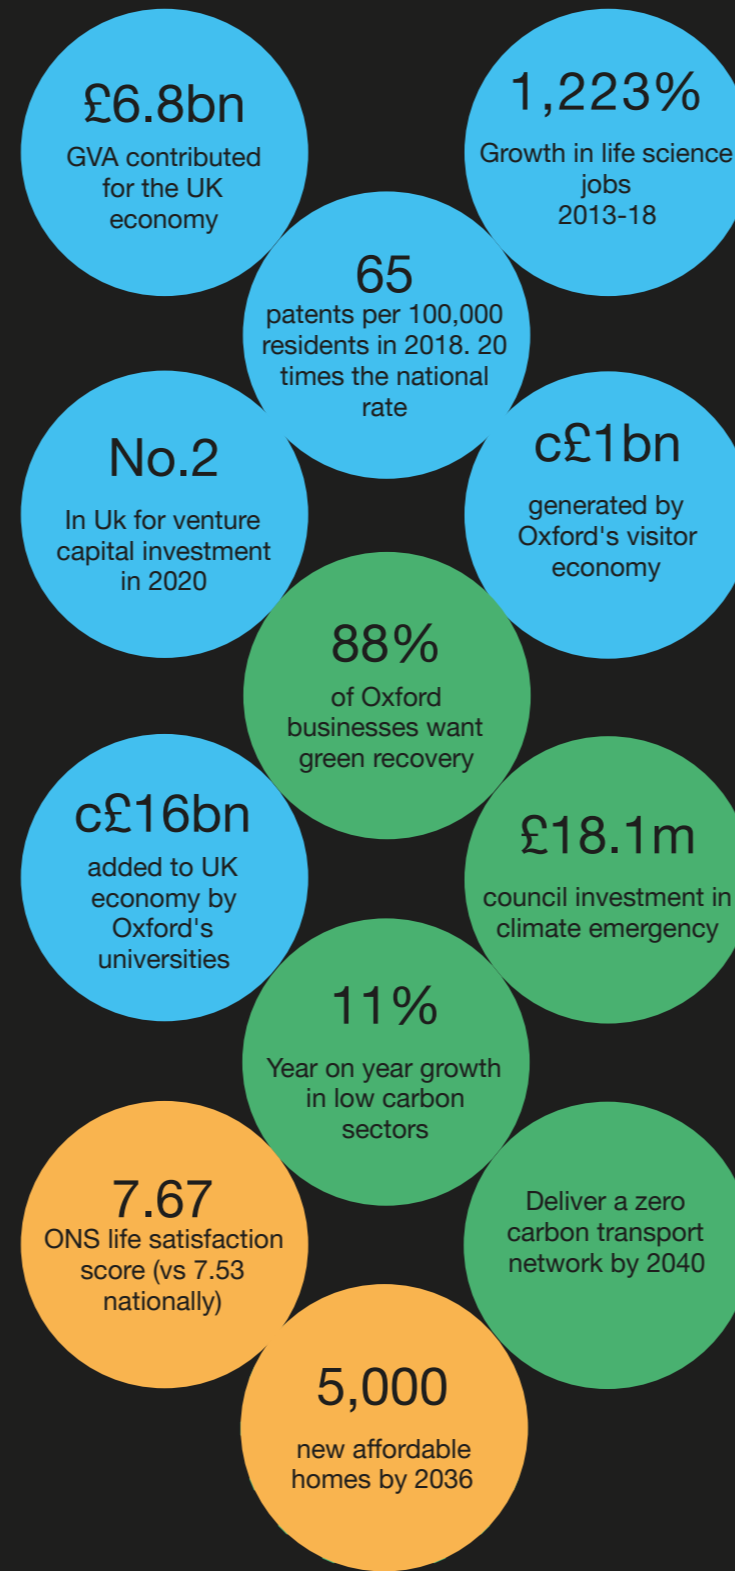 £6.8bn
GVA contributed
for the UK
economy
1,223%
Growth in life science
jobs
2013-18
65
patents per 100,000
residents in 2018. 20
times the national
rate
No.2
In Uk for venture
capital investment
in 2020
c£1bn
generated by
Oxford's visitor
economy
88%
of Oxford
businesses want
green recovery
c£16bn
added to UK
economy by
Oxford's
universities
£18.1m
council investment in
climate emergency
11%
Year on year growth
in low carbon
sectors
7.67
ONS life satisfaction
score (vs 7.53
nationally)
Deliver a zero
carbon transport
network by 2040
5,000
new affordable
homes by 2036